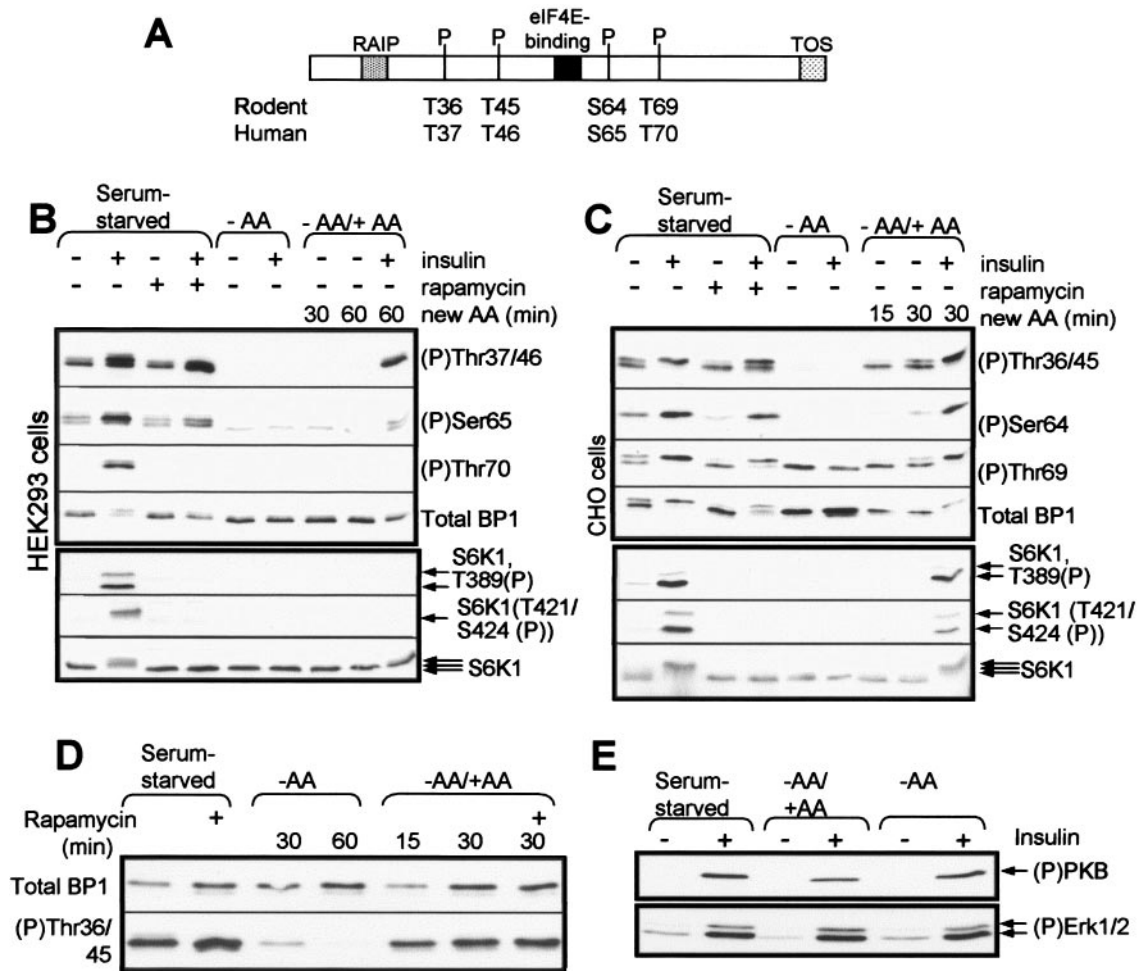 A
RAIP P P eIF4E-binding P P TOS
Rodent T36 T45 S64 T69
Human T37 T46 S65 T70
B
Serum-starved - AA - AA/+ AA
- + - + - + - - + insulin
- - + + - - - - - rapamycin
30 60 60 new AA (min)
HEK293 cells
(P)Thr37/46
(P)Ser65
(P)Thr70
Total BP1
S6K1, T389(P)
S6K1(T421/S424 (P))
S6K1
C
Serum-starved - AA - AA/+ AA
- + - + - + - - + insulin
- - + + - - - - - rapamycin
15 30 30 new AA (min)
CHO cells
(P)Thr36/45
(P)Ser64
(P)Thr69
Total BP1
S6K1, T389(P)
S6K1 (T421/S424 (P))
S6K1
D
Serum-starved -AA -AA/+AA
Rapamycin + +
(min) 30 60 15 30 30
Total BP1
(P)Thr36/45
E
Serum-starved -AA/+AA -AA
- + - + - + Insulin
(P)PKB
(P)Erk1/2